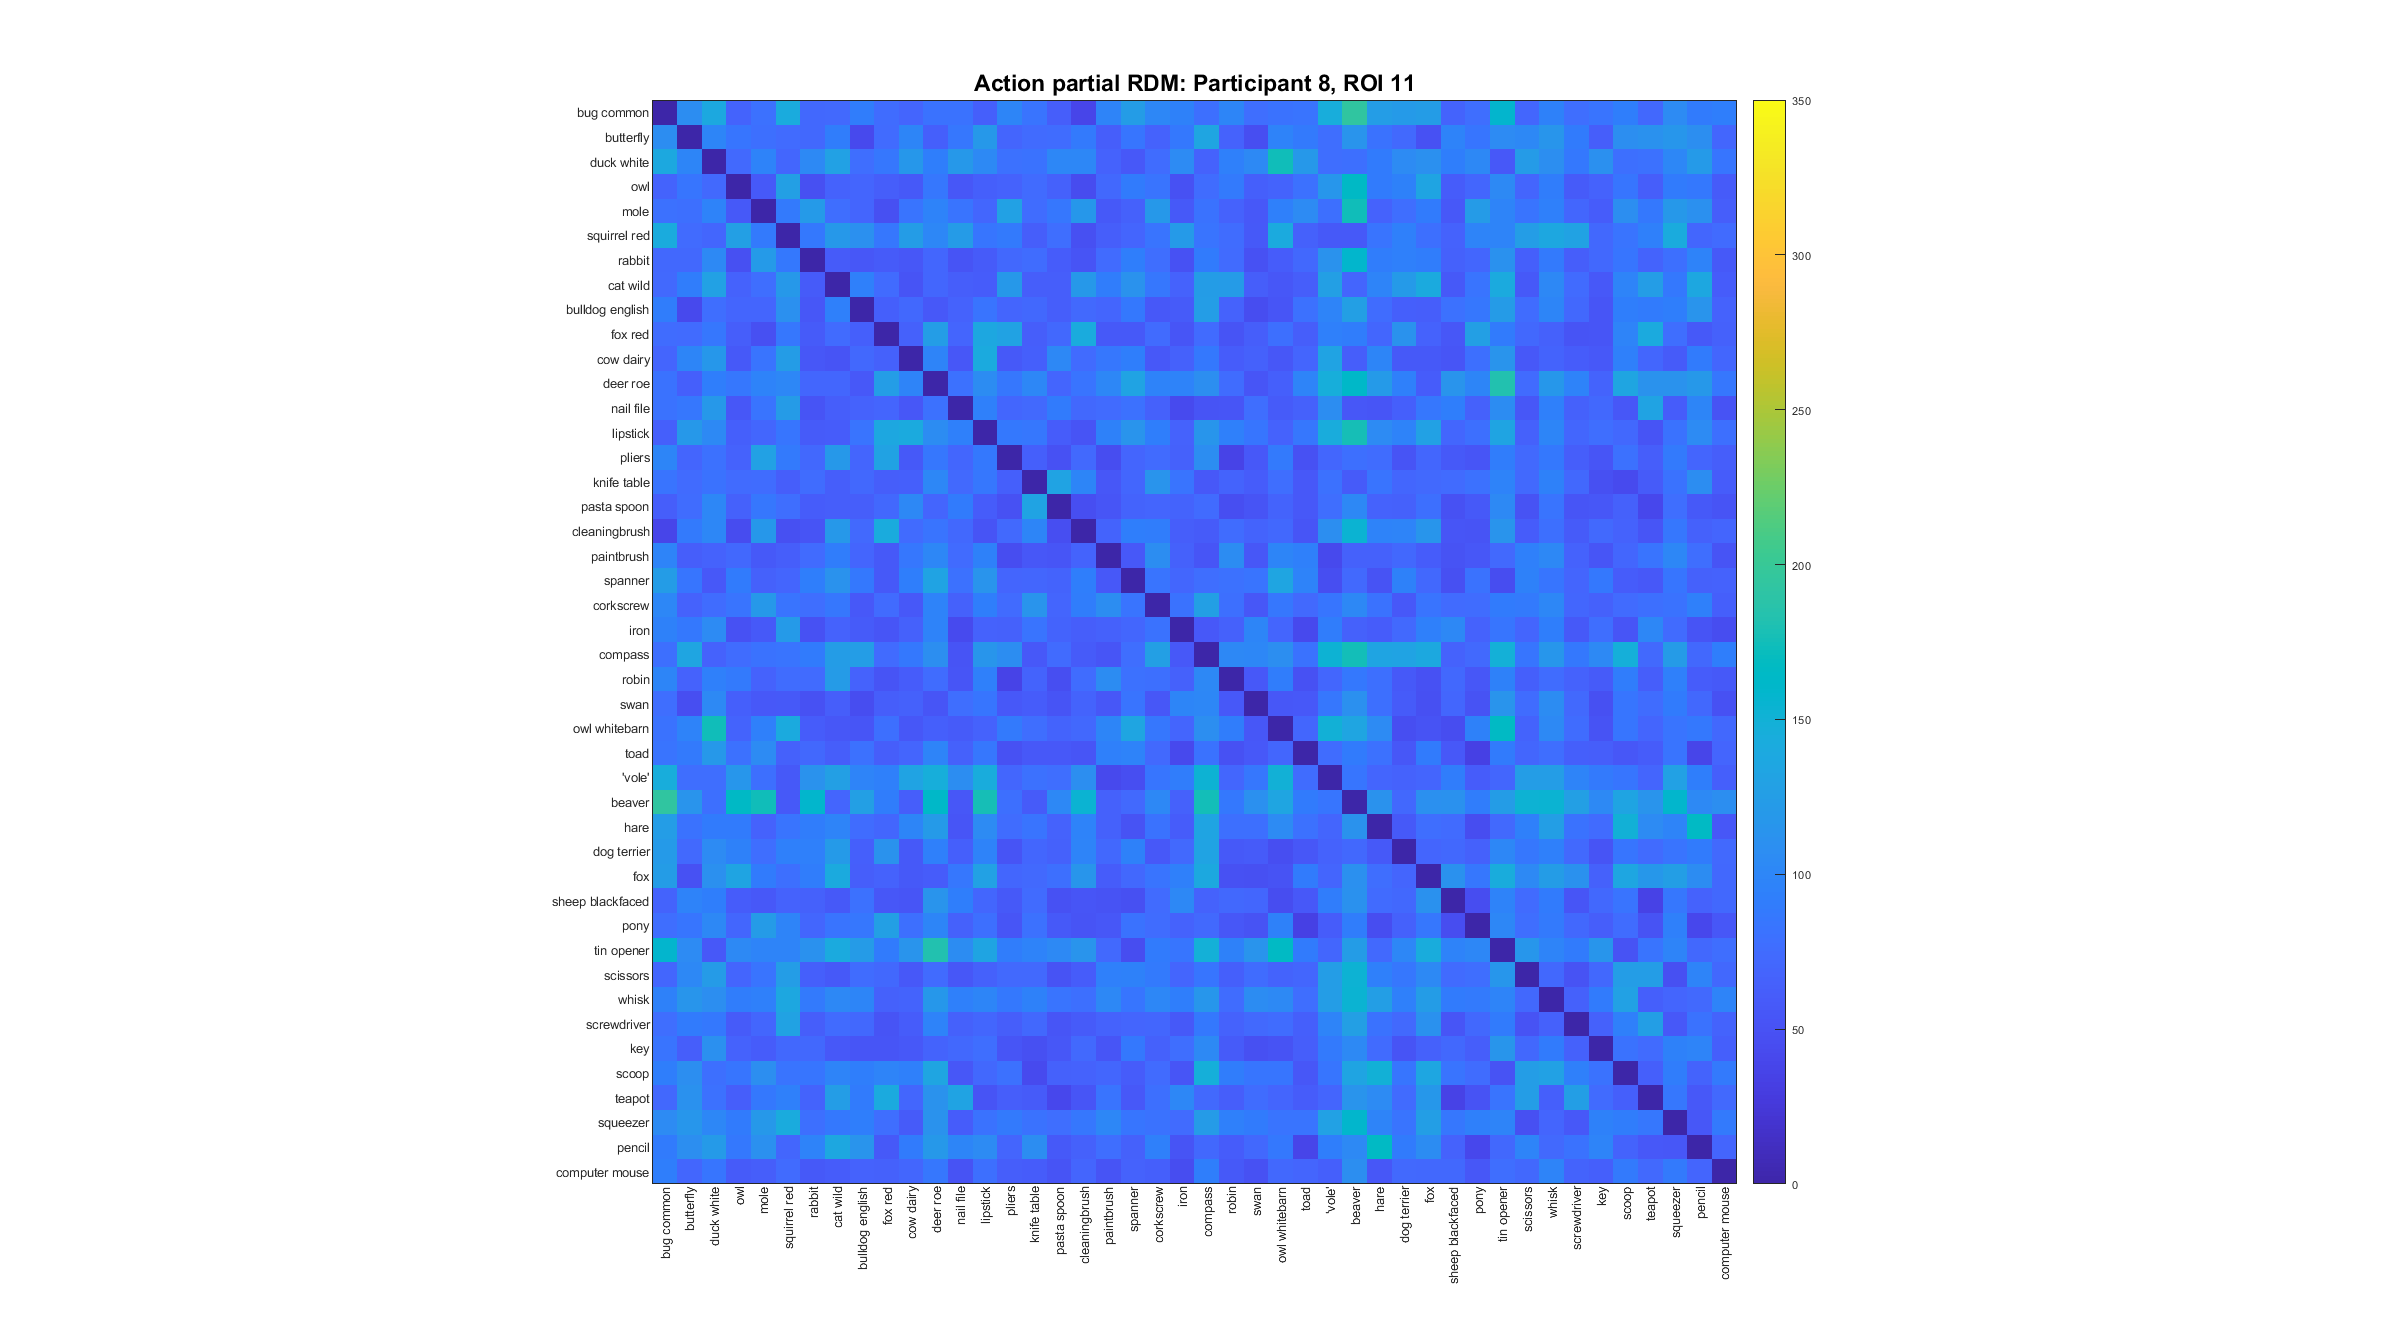 Action partial RDM: Participant 8, ROI 11
bug common
butterfly
duck white
owl
mole
squirrel red
rabbit
cat wild
bulldog english
fox red
cow dairy
deer roe
nail file
lipstick
pliers
knife table
pasta spoon
cleaningbrush
paintbrush
spanner
corkscrew
iron
compass
robin
swan
owl whitebarn
toad
'vole'
beaver
hare
dog terrier
fox
sheep blackfaced
pony
tin opener
scissors
whisk
screwdriver
key
scoop
teapot
squeezer
pencil
computer mouse
bug common
butterfly
duck white
owl
mole
squirrel red
rabbit
cat wild
bulldog english
fox red
cow dairy
deer roe
nail file
lipstick
pliers
knife table
pasta spoon
cleaningbrush
paintbrush
spanner
corkscrew
iron
compass
robin
swan
owl whitebarn
toad
'vole'
beaver
hare
dog terrier
fox
sheep blackfaced
pony
tin opener
scissors
whisk
screwdriver
key
scoop
teapot
squeezer
pencil
computer mouse
350
300
250
200
150
100
50
0